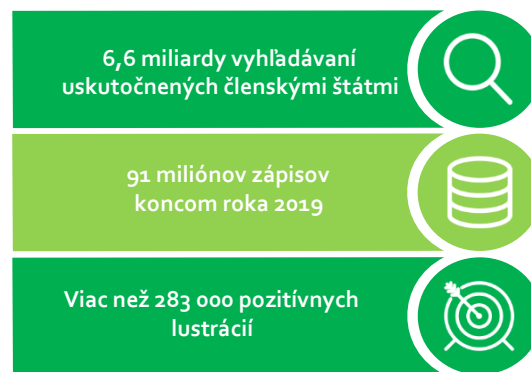 6,6 miliardy vyhľadávaní
uskutočnených členskými štátmi
91 miliónov zápisov
koncom roka 2019
Viac než 283 000 pozitívnych
lustrácií